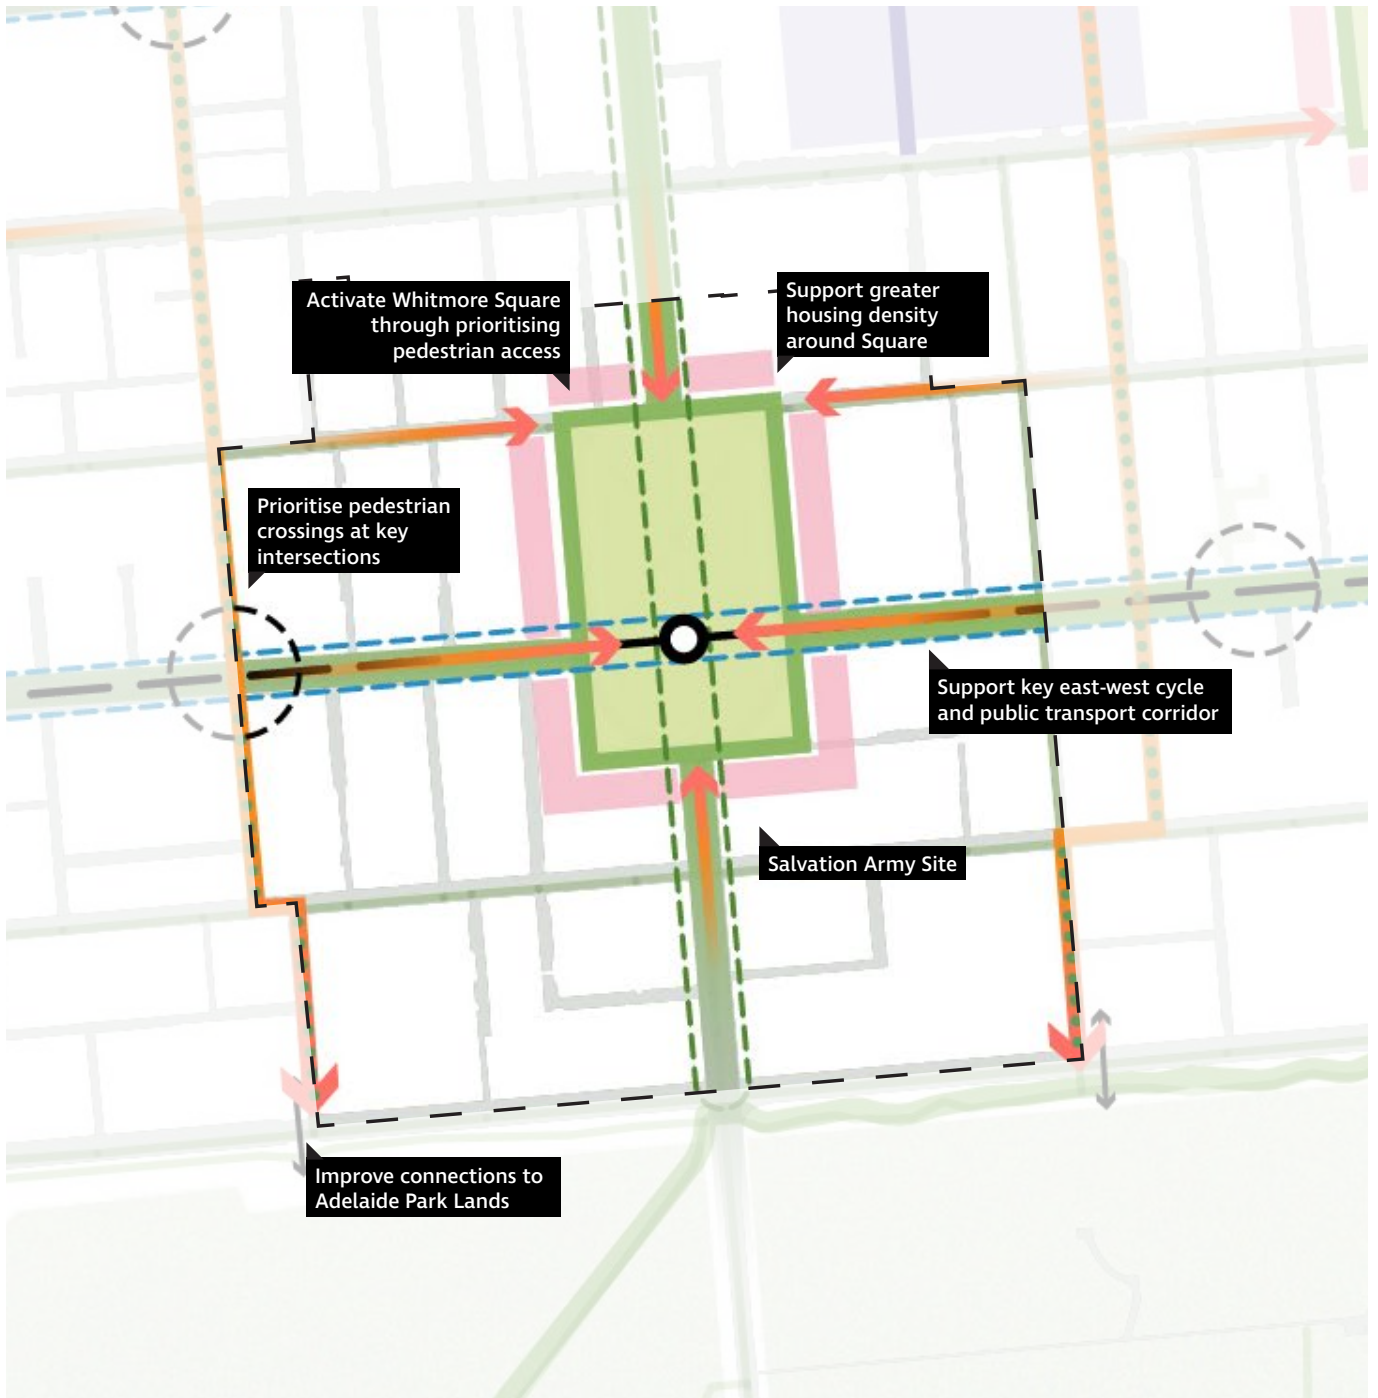 Activate Whitmore Square
through prioritising
pedestrian access
Support greater
housing density
around Square
Prioritise pedestrian
crossings at key
intersections
Support key east-west cycle
and public transport corridor
Salvation Army Site
Improve connections to
Adelaide Park Lands